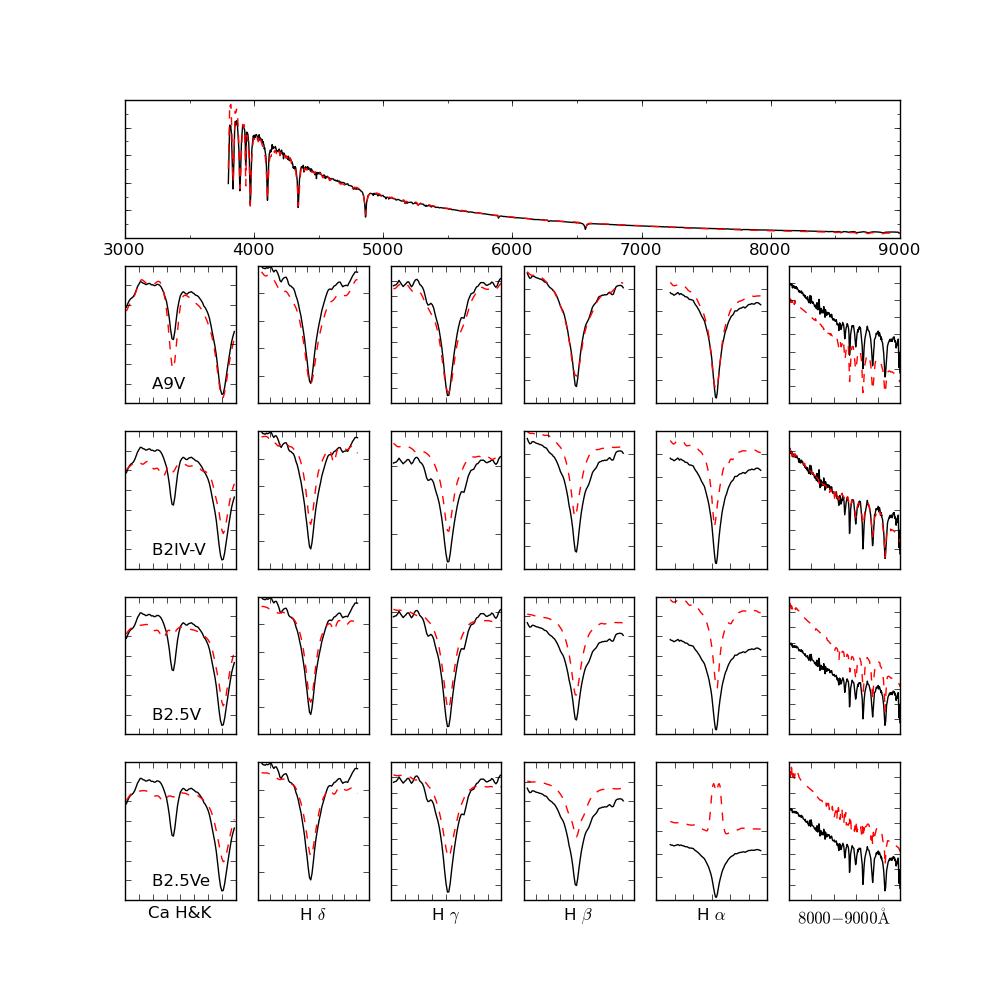 3000 4000 5000 6000 7000 8000 9000
A9V
B2IV-V
B2.5V
B2.5Ve
Ca H&K H δ H γ H β H α 8000−9000Å